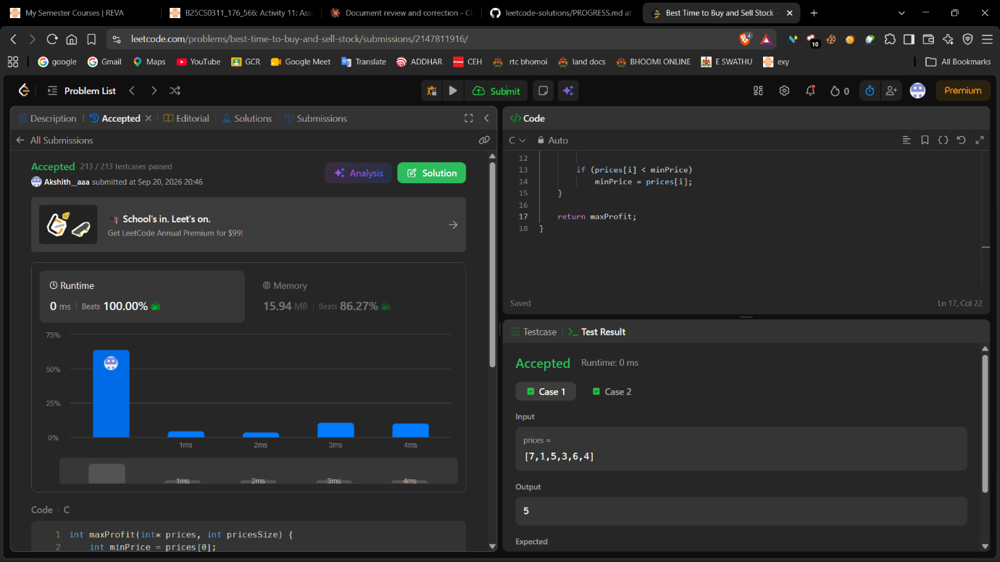 My Semester Courses | REVA
B25CS0311_176_566: Activity 11: Ass
Document review and correction - Cl
leetcode-solutions/PROGRESS.md at
Best Time to Buy and Sell Stock -
leetcode.com/problems/best-time-to-buy-and-sell-stock/submissions/2147811916/
4
10
google Gmail Maps YouTube GCR Google Meet Translate ADDHAR CEH rtc bhomoi land docs BHOOMI ONLINE E SWATHU exy All Bookmarks
Problem List
Submit
0
Premium
Description Accepted Editorial Solutions Submissions
All Submissions
Accepted 213 / 213 testcases passed
Akshith_aaa submitted at Sep 20, 2026 20:46
Analysis
Solution
School's in. Leet's on.
Get LeetCode Annual Premium for $99!
Runtime
0 ms Beats 100.00%
Memory
15.94 MB Beats 86.27%
75%
50%
25%
0%
1ms 2ms 3ms 4ms
1ms 2ms 3ms 4ms
Code C
1 int maxProfit(int* prices, int pricesSize) {
2 int minPrice = prices[0];
Code
C Auto
12
13 if (prices[i] < minPrice)
14 minPrice = prices[i];
15 }
16
17 return maxProfit;
18 }
Saved
Ln 17, Col 22
Testcase Test Result
Accepted Runtime: 0 ms
Case 1 Case 2
Input
prices =
[7,1,5,3,6,4]
Output
5
Expected